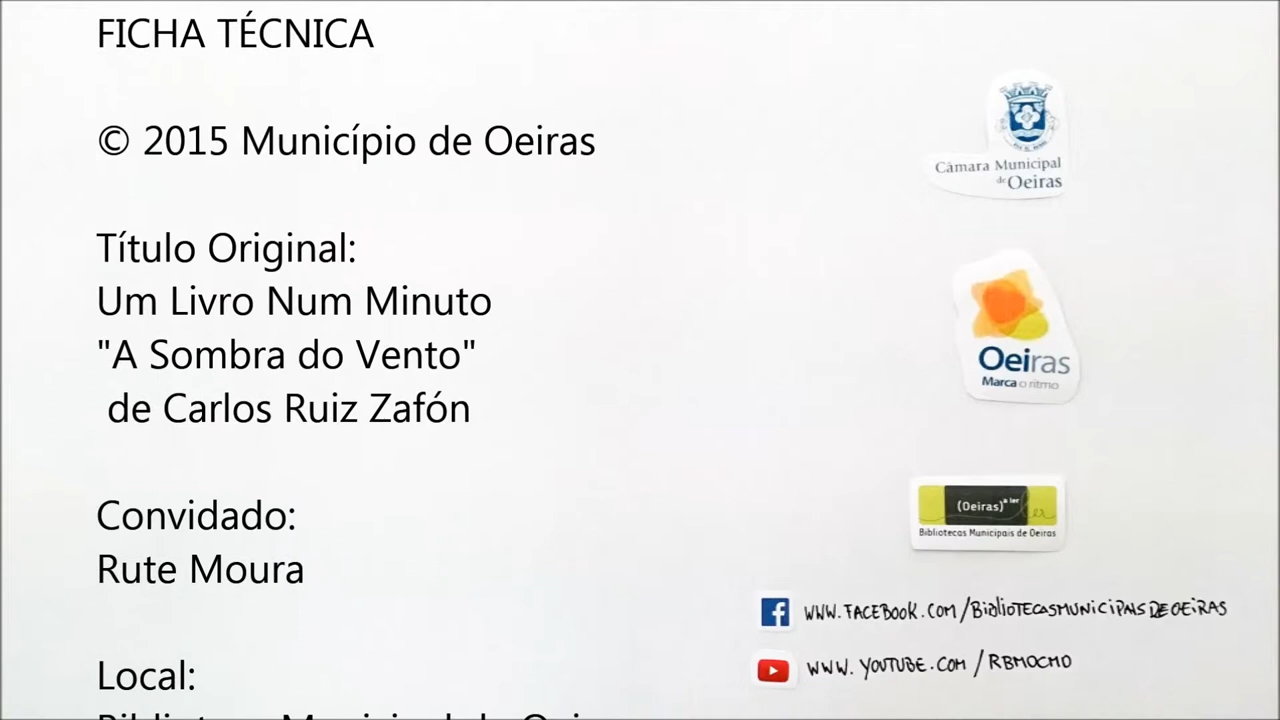 FICHA TÉCNICA
© 2015 Município de Oeiras
Título Original:
Um Livro Num Minuto
"A Sombra do Vento"
de Carlos Ruiz Zafón
Convidado:
Rute Moura
Local:
Câmara Municipal
de Oeiras
Oeiras
Marca o ritmo
(Oeiras) a ler
Bibliotecas Municipais de Oeiras
WWW.FACEBOOK.COM/BIBLIOTECASMUNICIPAISDEOEIRAS
WWW.YOUTUBE.COM/RBMOCMO